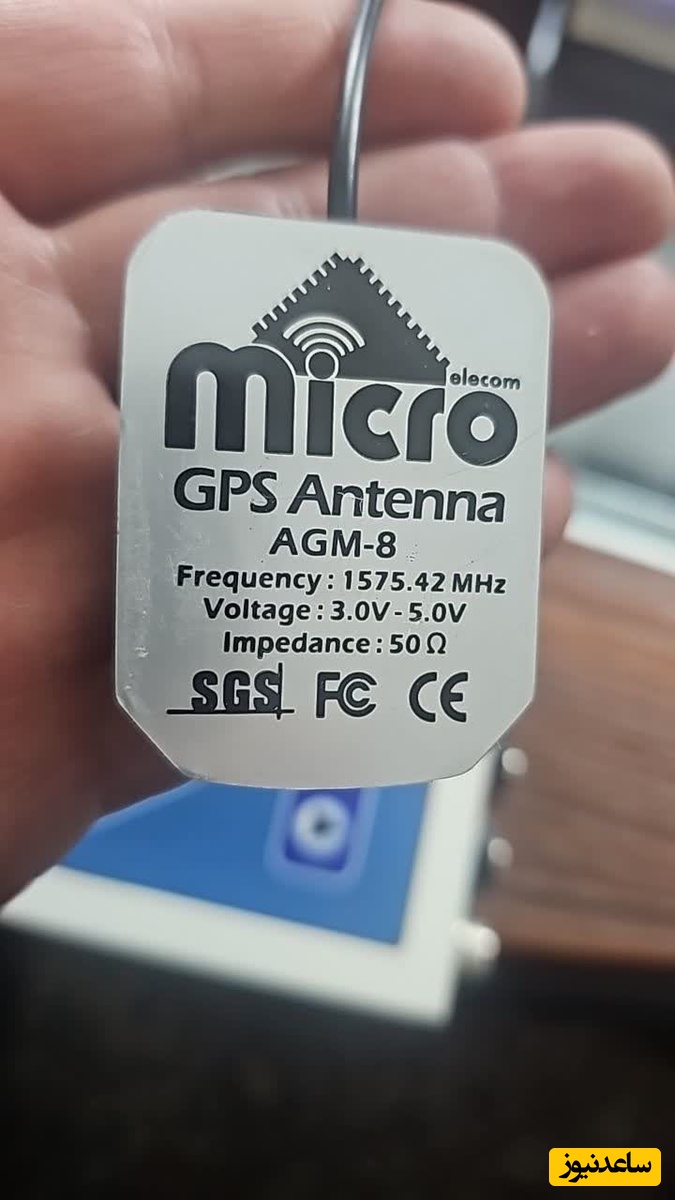 micro elecom
GPS Antenna
AGM-8
Frequency : 1575.42 MHz
Voltage : 3.0V - 5.0V
Impedance : 50 Ω
SGS FC CE
ساعدنیوز